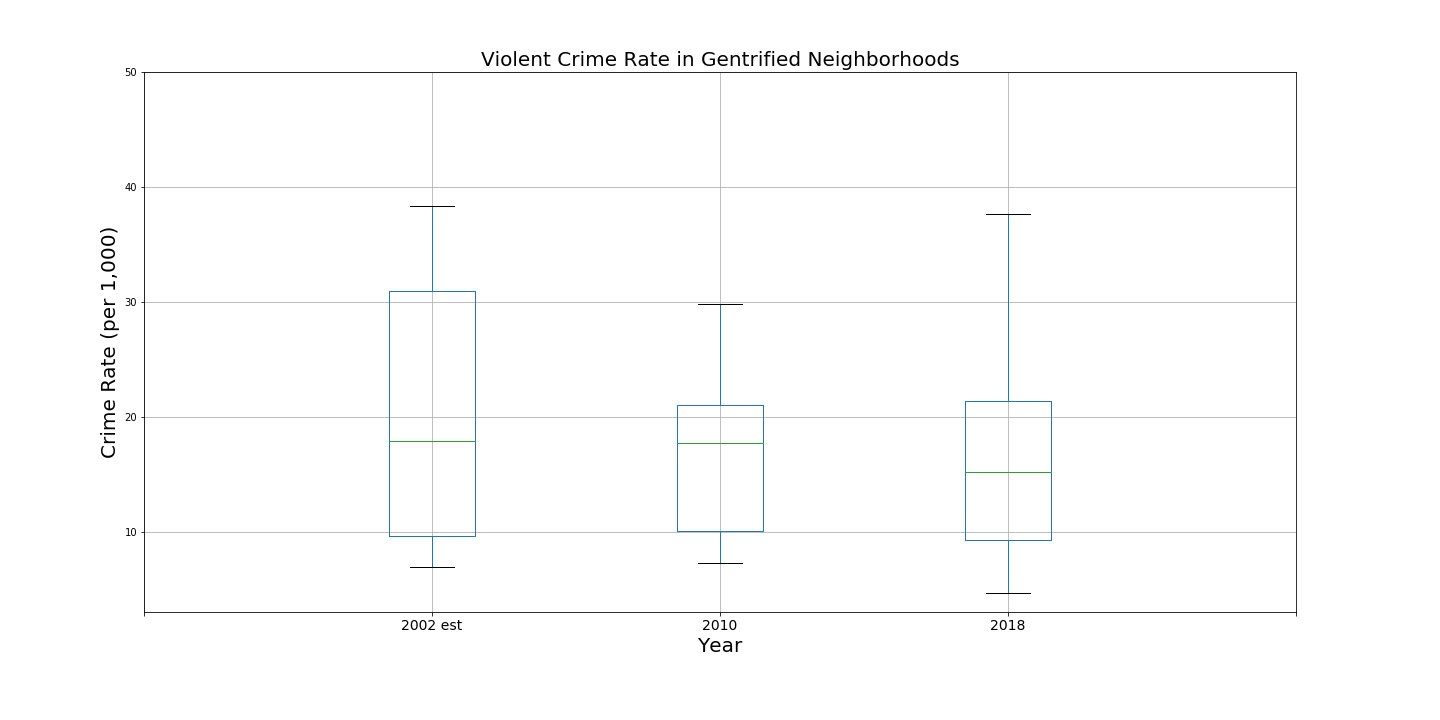 Violent Crime Rate in Gentrified Neighborhoods
50
40
30
20
10
Crime Rate (per 1,000)
2002 est
2010
2018
Year